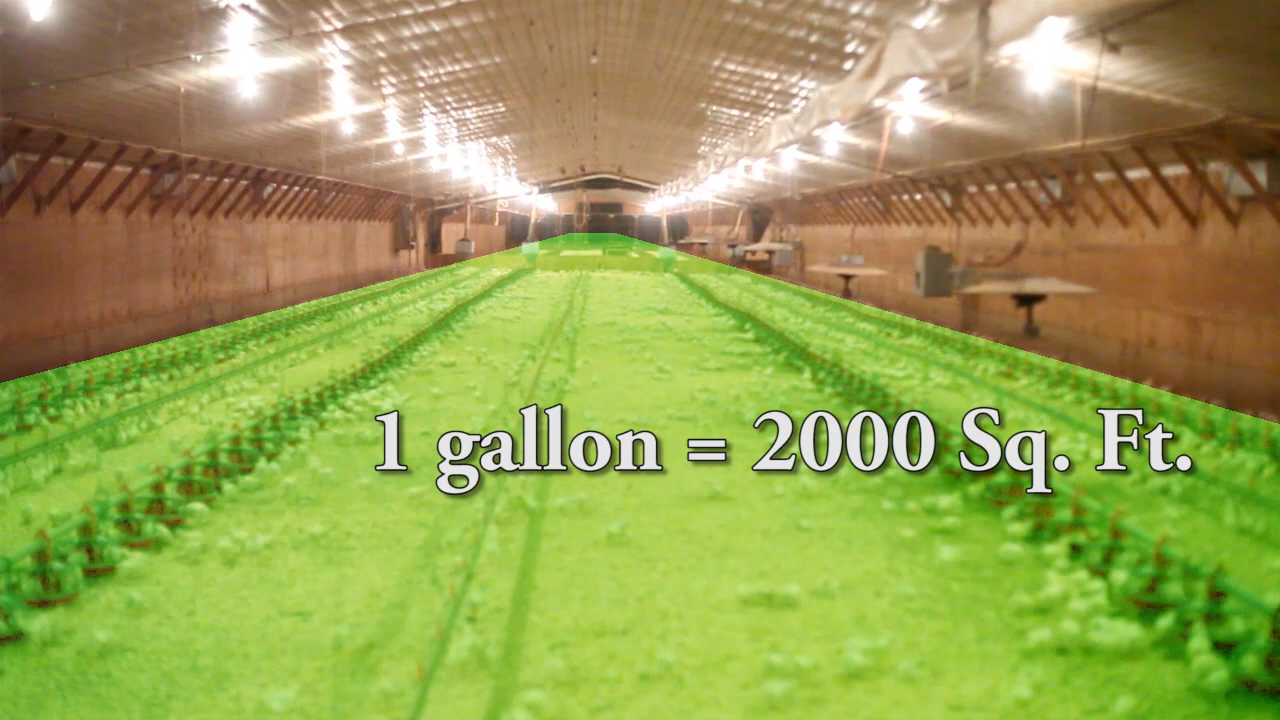 1 gallon = 2000 Sq. Ft.